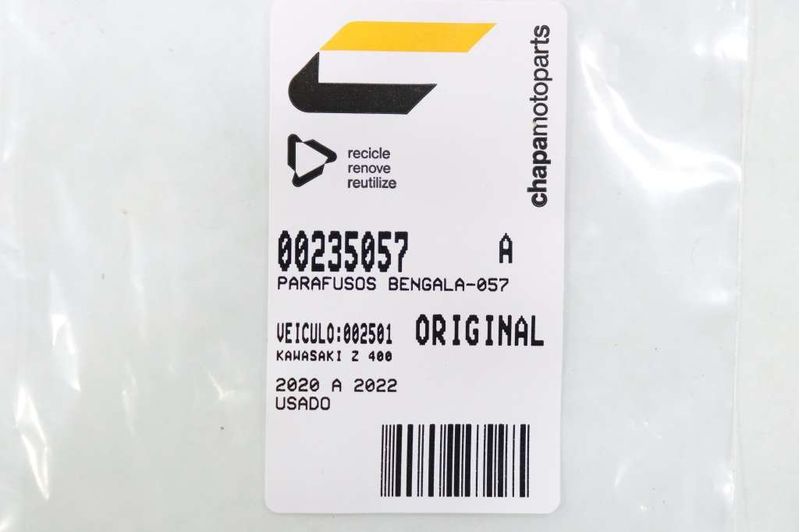 chapamotoparts
recicle
renove
reutilize
00235057 A
PARAFUSOS BENGALA-057
VEICULO:002501 ORIGINAL
KAWASAKI Z 400
2020 A 2022
USADO